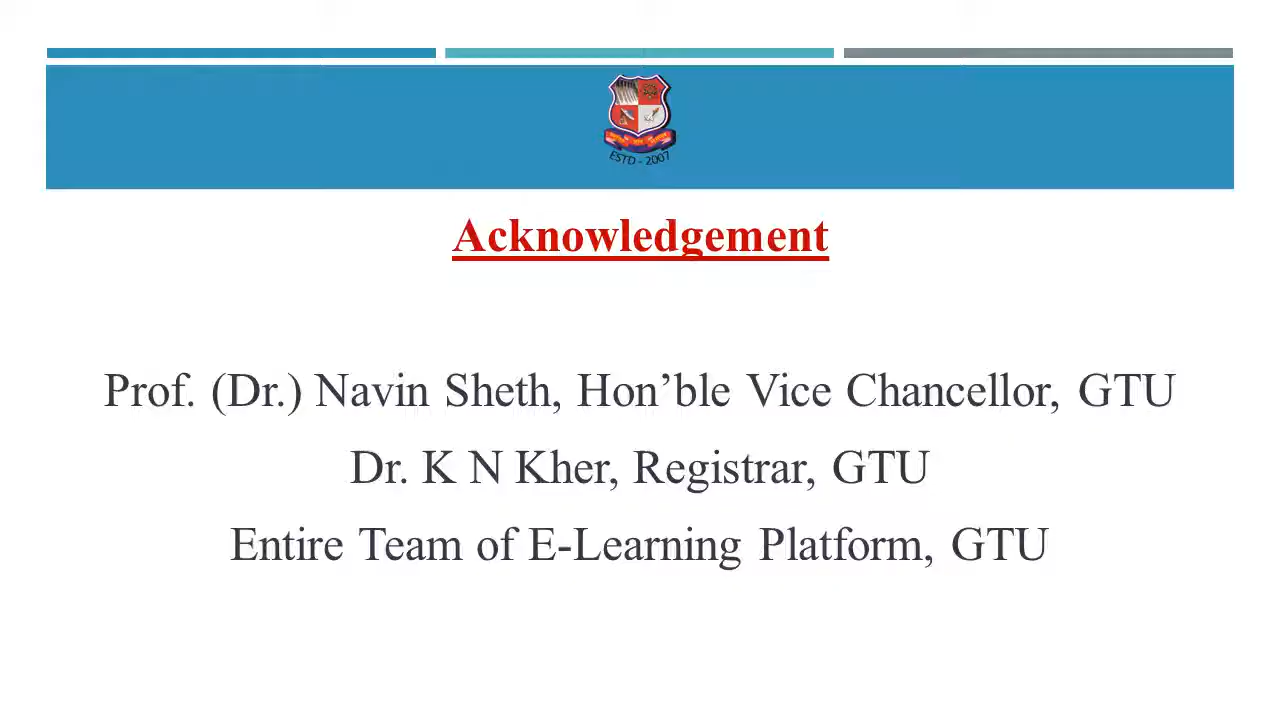 ESTD - 2007
Acknowledgement
Prof. (Dr.) Navin Sheth, Hon’ble Vice Chancellor, GTU
Dr. K N Kher, Registrar, GTU
Entire Team of E-Learning Platform, GTU